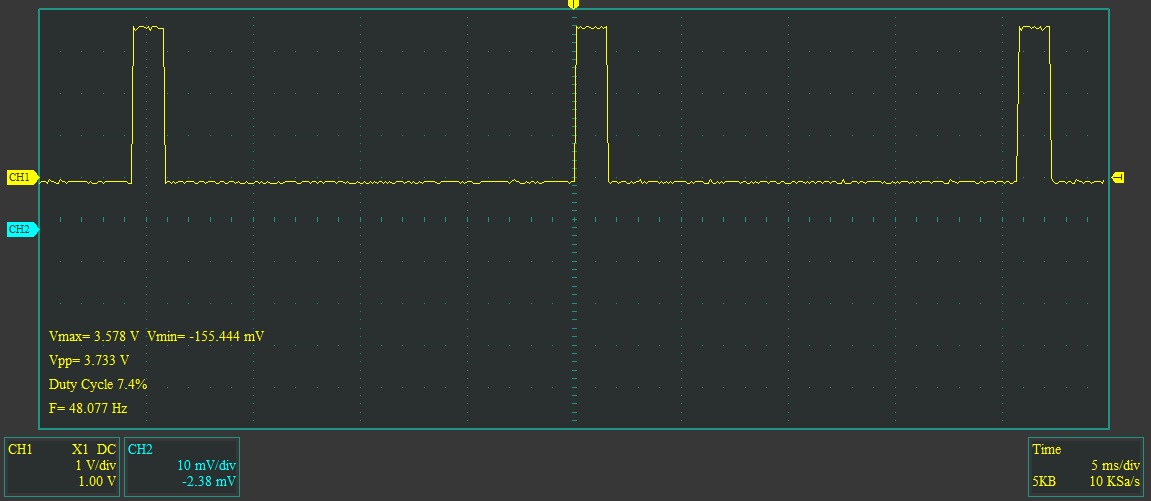 T
CH1
T
CH2
Vmax= 3.578 V Vmin= -155.444 mV
Vpp= 3.733 V
Duty Cycle 7.4%
F= 48.077 Hz
CH1 X1 DC
1 V/div
1.00 V
CH2
10 mV/div
-2.38 mV
Time
5 ms/div
5KB 10 KSa/s